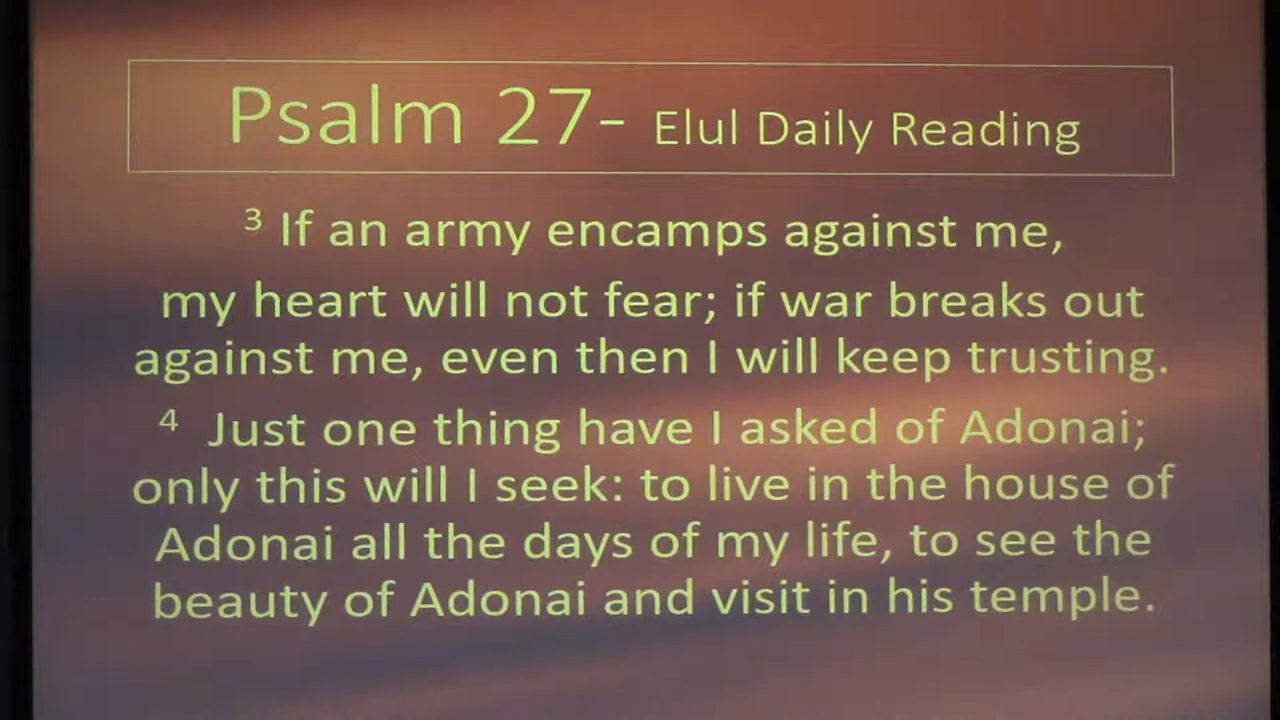 Psalm 27- Elul Daily Reading
3 If an army encamps against me,
my heart will not fear; if war breaks out
against me, even then I will keep trusting.
4 Just one thing have I asked of Adonai;
only this will I seek: to live in the house of
Adonai all the days of my life, to see the
beauty of Adonai and visit in his temple.